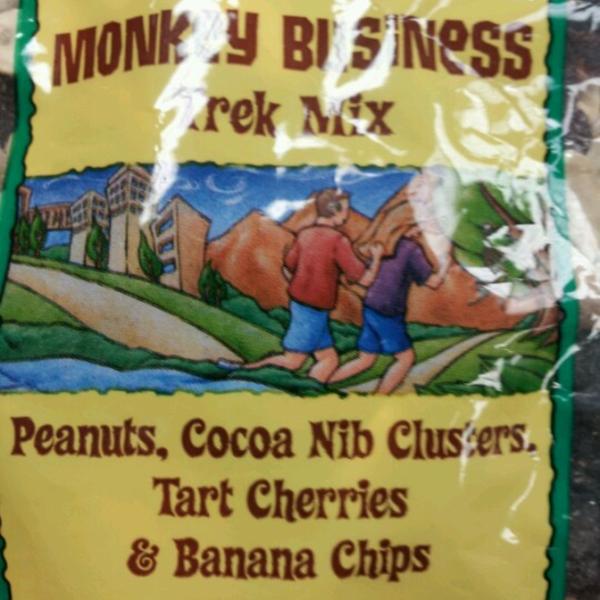 MONKEY BUSINESS
Trek Mix
Peanuts, Cocoa Nib Clusters,
Tart Cherries
& Banana Chips